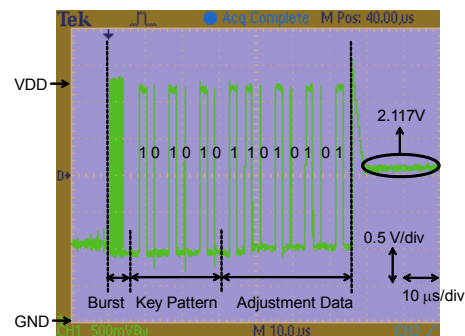 Tek Acq Complete M Pos: 40.00µs
VDD
2.117V
1 0 1 0 1 0 1 1 0 1 0 1 0 1
D
0.5 V/div
10 µs/div
Burst Key Pattern Adjustment Data
GND
CH1 500mVBw M 10.0µs